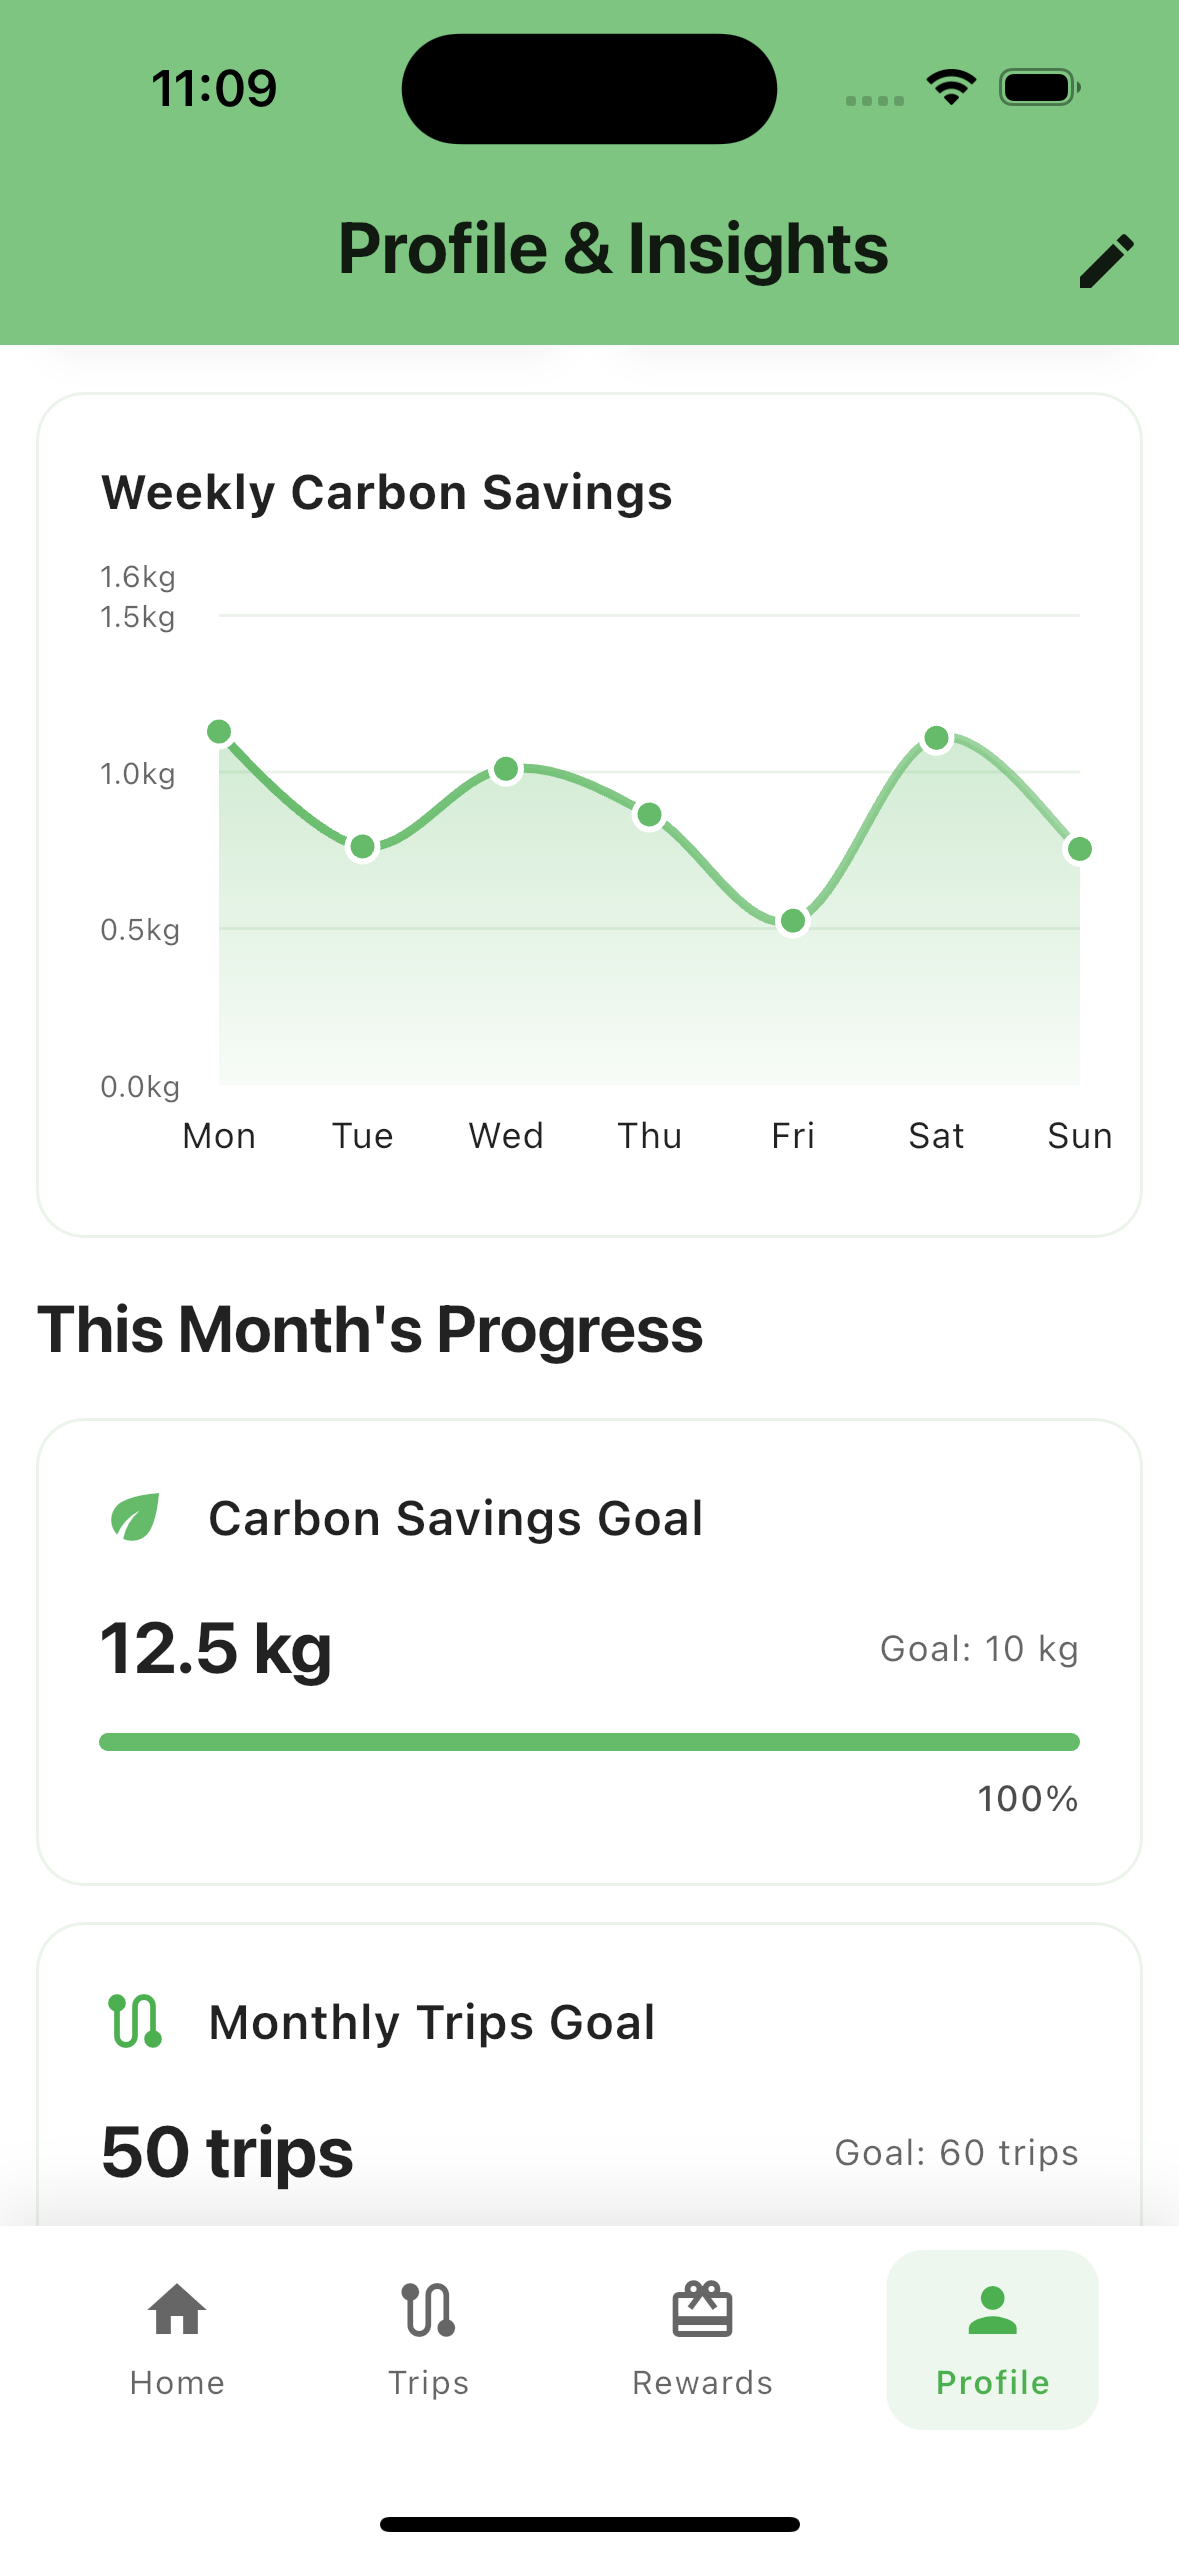 11:09
Profile & Insights
Weekly Carbon Savings
1.6kg
1.5kg
1.0kg
0.5kg
0.0kg
Mon Tue Wed Thu Fri Sat Sun
This Month's Progress
Carbon Savings Goal
12.5 kg Goal: 10 kg
100%
Monthly Trips Goal
50 trips Goal: 60 trips
Home Trips Rewards Profile